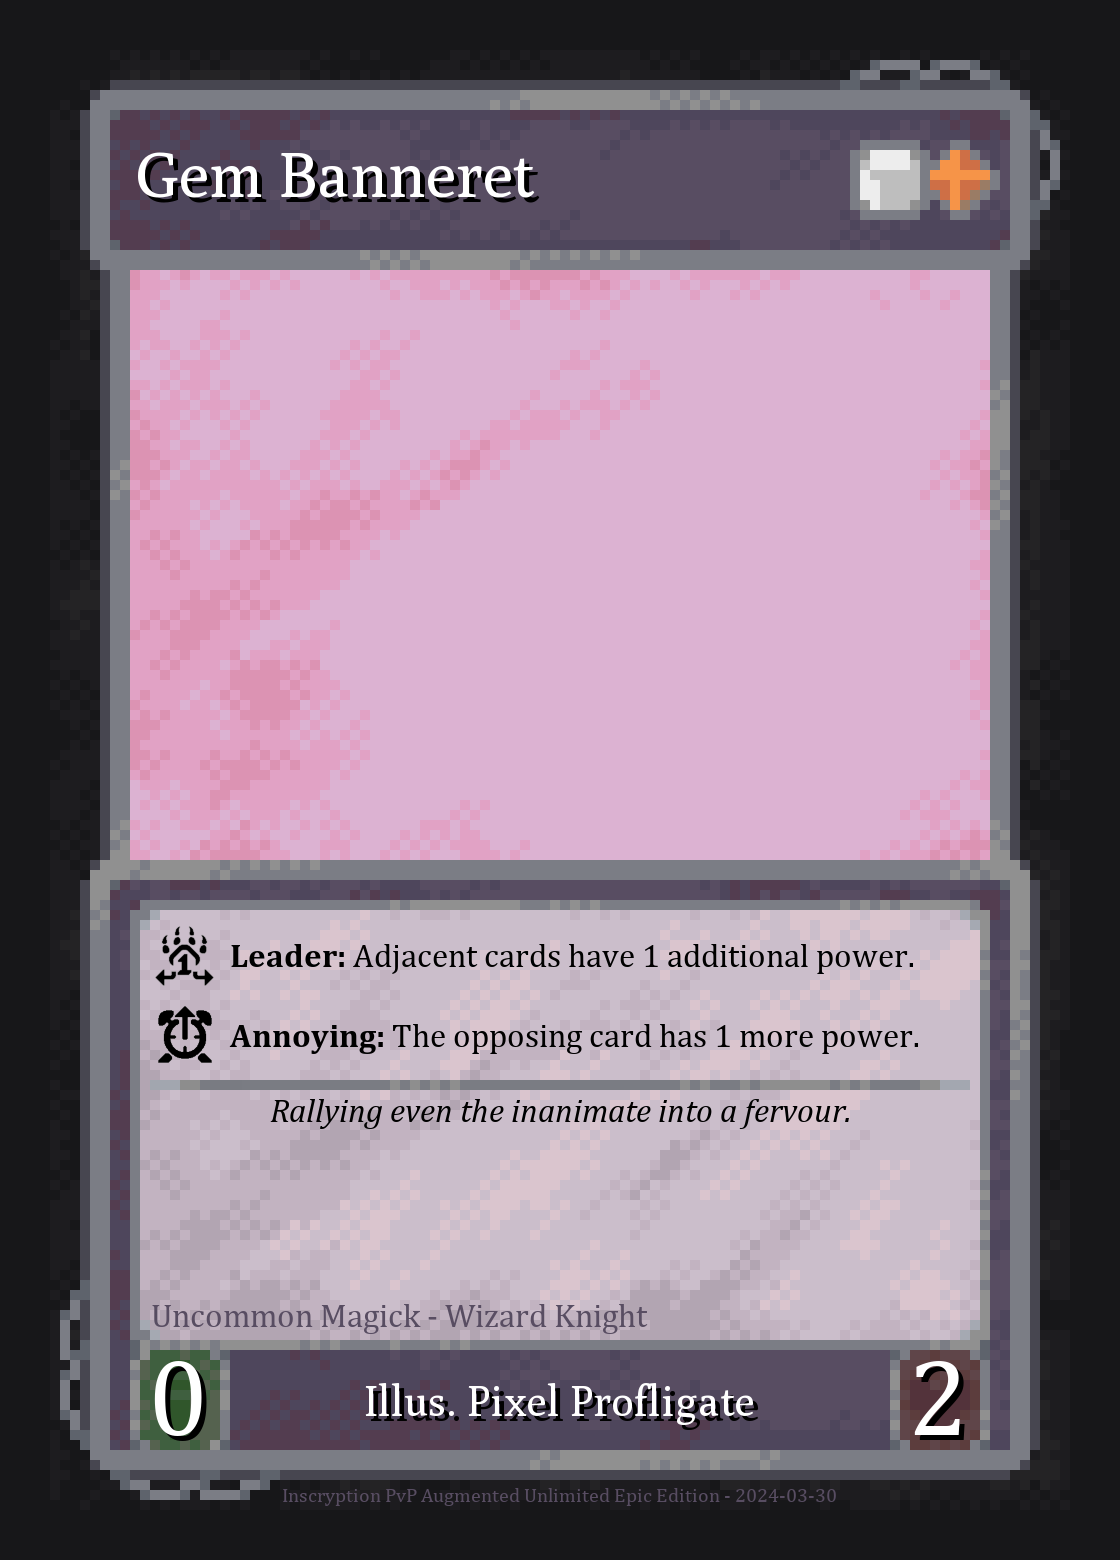 Gem Banneret
Leader: Adjacent cards have 1 additional power.
Annoying: The opposing card has 1 more power.
Rallying even the inanimate into a fervour.
Uncommon Magick - Wizard Knight
0
Illus. Pixel Profligate
2
Inscryption PvP Augmented Unlimited Epic Edition - 2024-03-30